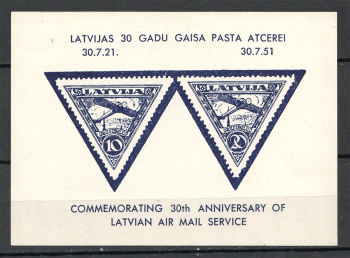 LATVIJAS 30 GADU GAISA PASTA ATCEREI
30.7.21. 30.7.51
LATVIJA LATVIJA
10
COMMEMORATING 30th ANNIVERSARY OF
LATVIAN AIR MAIL SERVICE